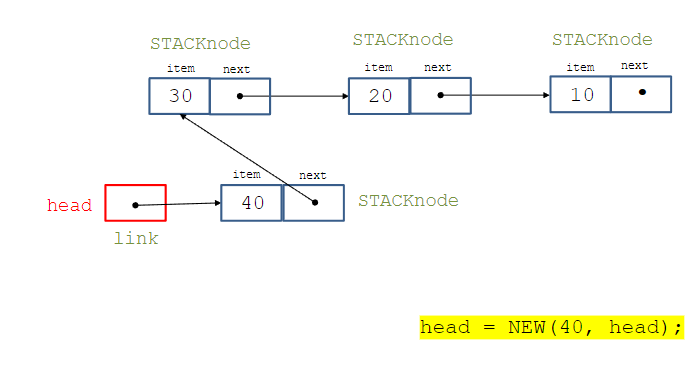 STACKnode
item next
30
STACKnode
item next
20
STACKnode
item next
10
head
link
item next
40
STACKnode
head = NEW(40, head);